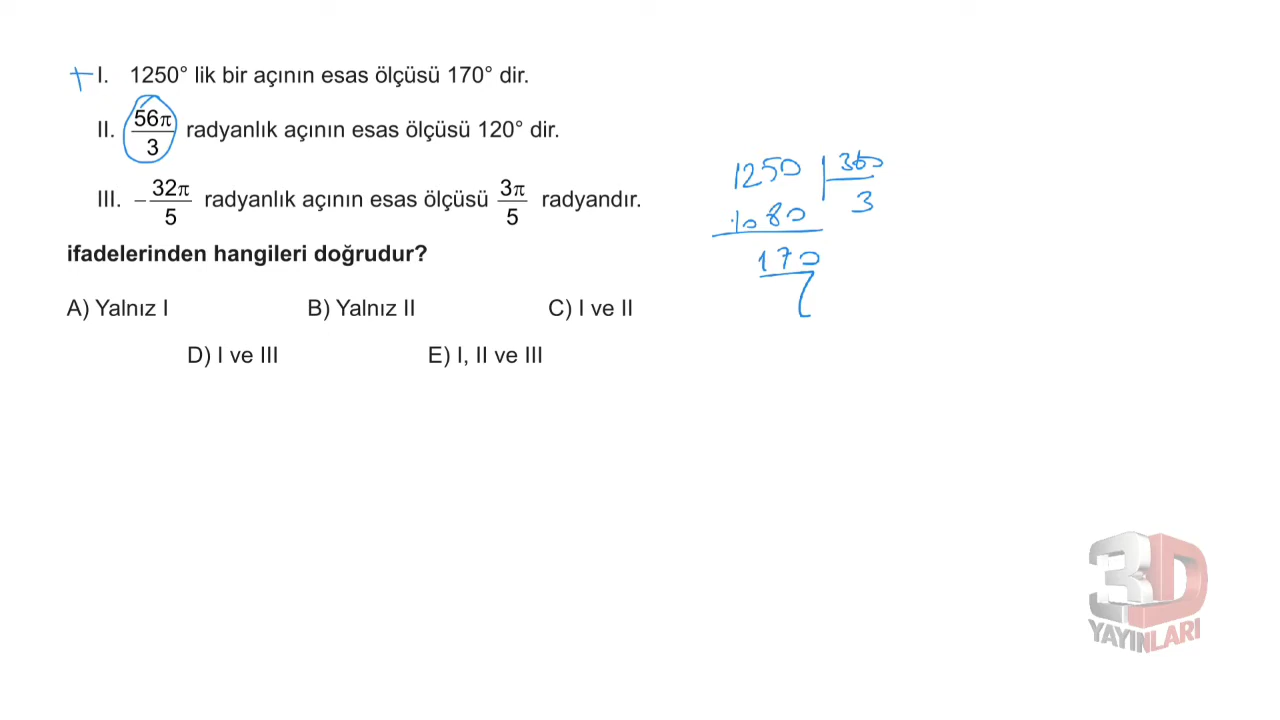 + I. 1250° lik bir açının esas ölçüsü 170° dir.
II. 56π/3 radyanlık açının esas ölçüsü 120° dir.
III. −32π/5 radyanlık açının esas ölçüsü 3π/5 radyandır.
ifadelerinden hangileri doğrudur?
A) Yalnız I B) Yalnız II C) I ve II
D) I ve III E) I, II ve III
1250 360
1080 3
170
3D
YAYINLARI